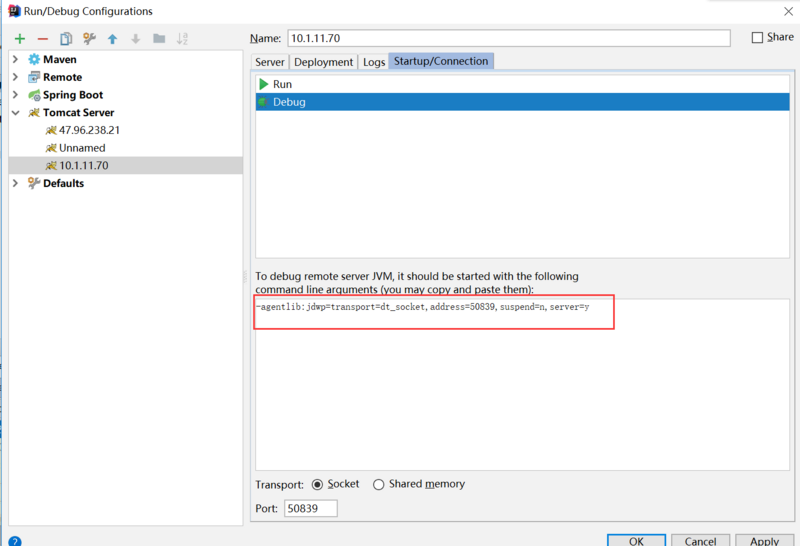 Run/Debug Configurations
Name: 10.1.11.70
Share
Maven
Remote
Spring Boot
Tomcat Server
47.96.238.21
Unnamed
10.1.11.70
Defaults
Server Deployment Logs Startup/Connection
Run
Debug
To debug remote server JVM, it should be started with the following
command line arguments (you may copy and paste them):
-agentlib:jdwp=transport=dt_socket,address=50839,suspend=n,server=y
Transport: Socket Shared memory
Port: 50839
?
OK Cancel Apply